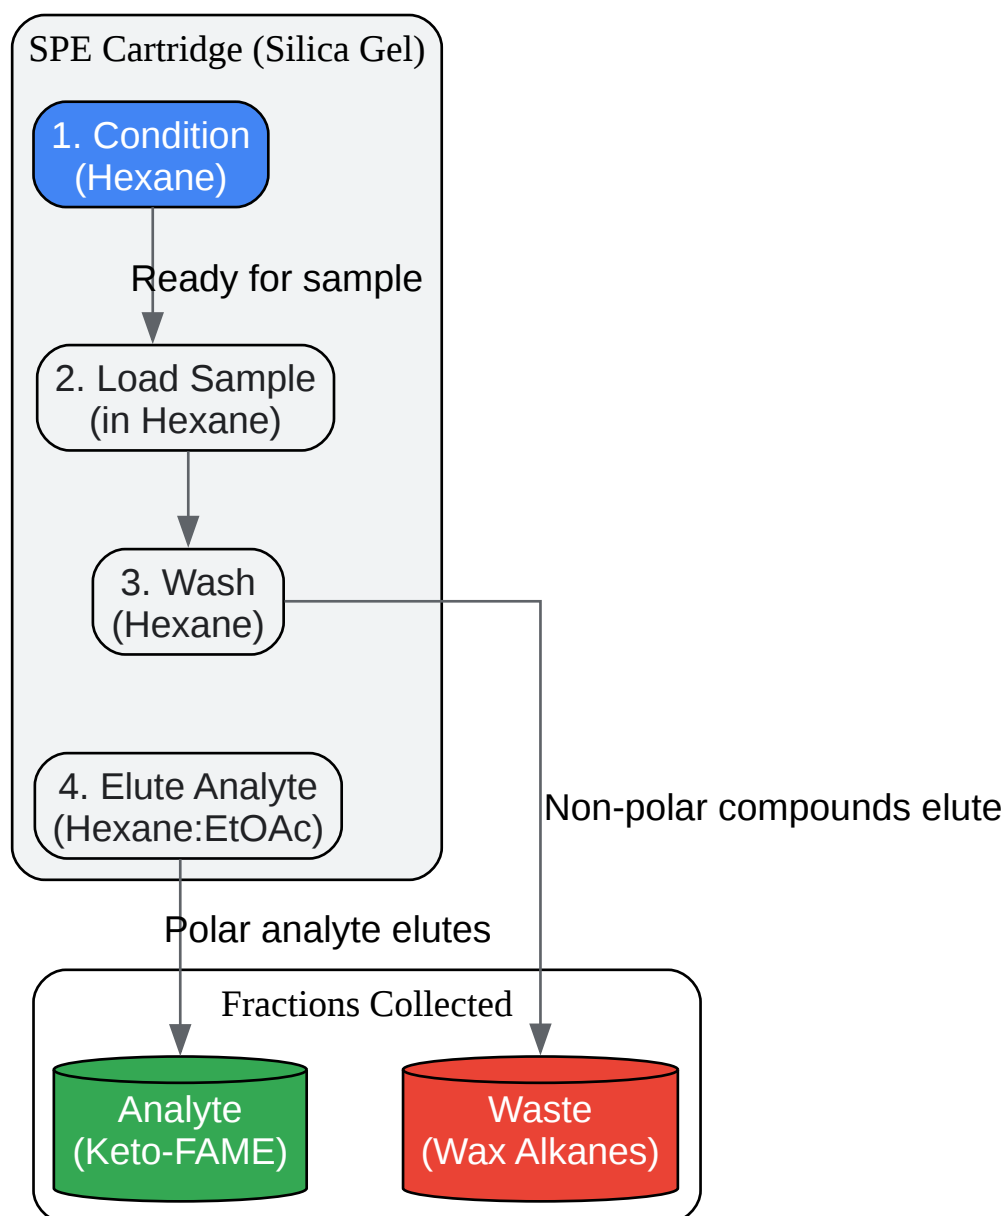 SPE Cartridge (Silica Gel)
1. Condition
(Hexane)
Ready for sample
2. Load Sample
(in Hexane)
3. Wash
(Hexane)
4. Elute Analyte
(Hexane:EtOAc)
Non-polar compounds elute
Polar analyte elutes
Fractions Collected
Analyte
(Keto-FAME)
Waste
(Wax Alkanes)